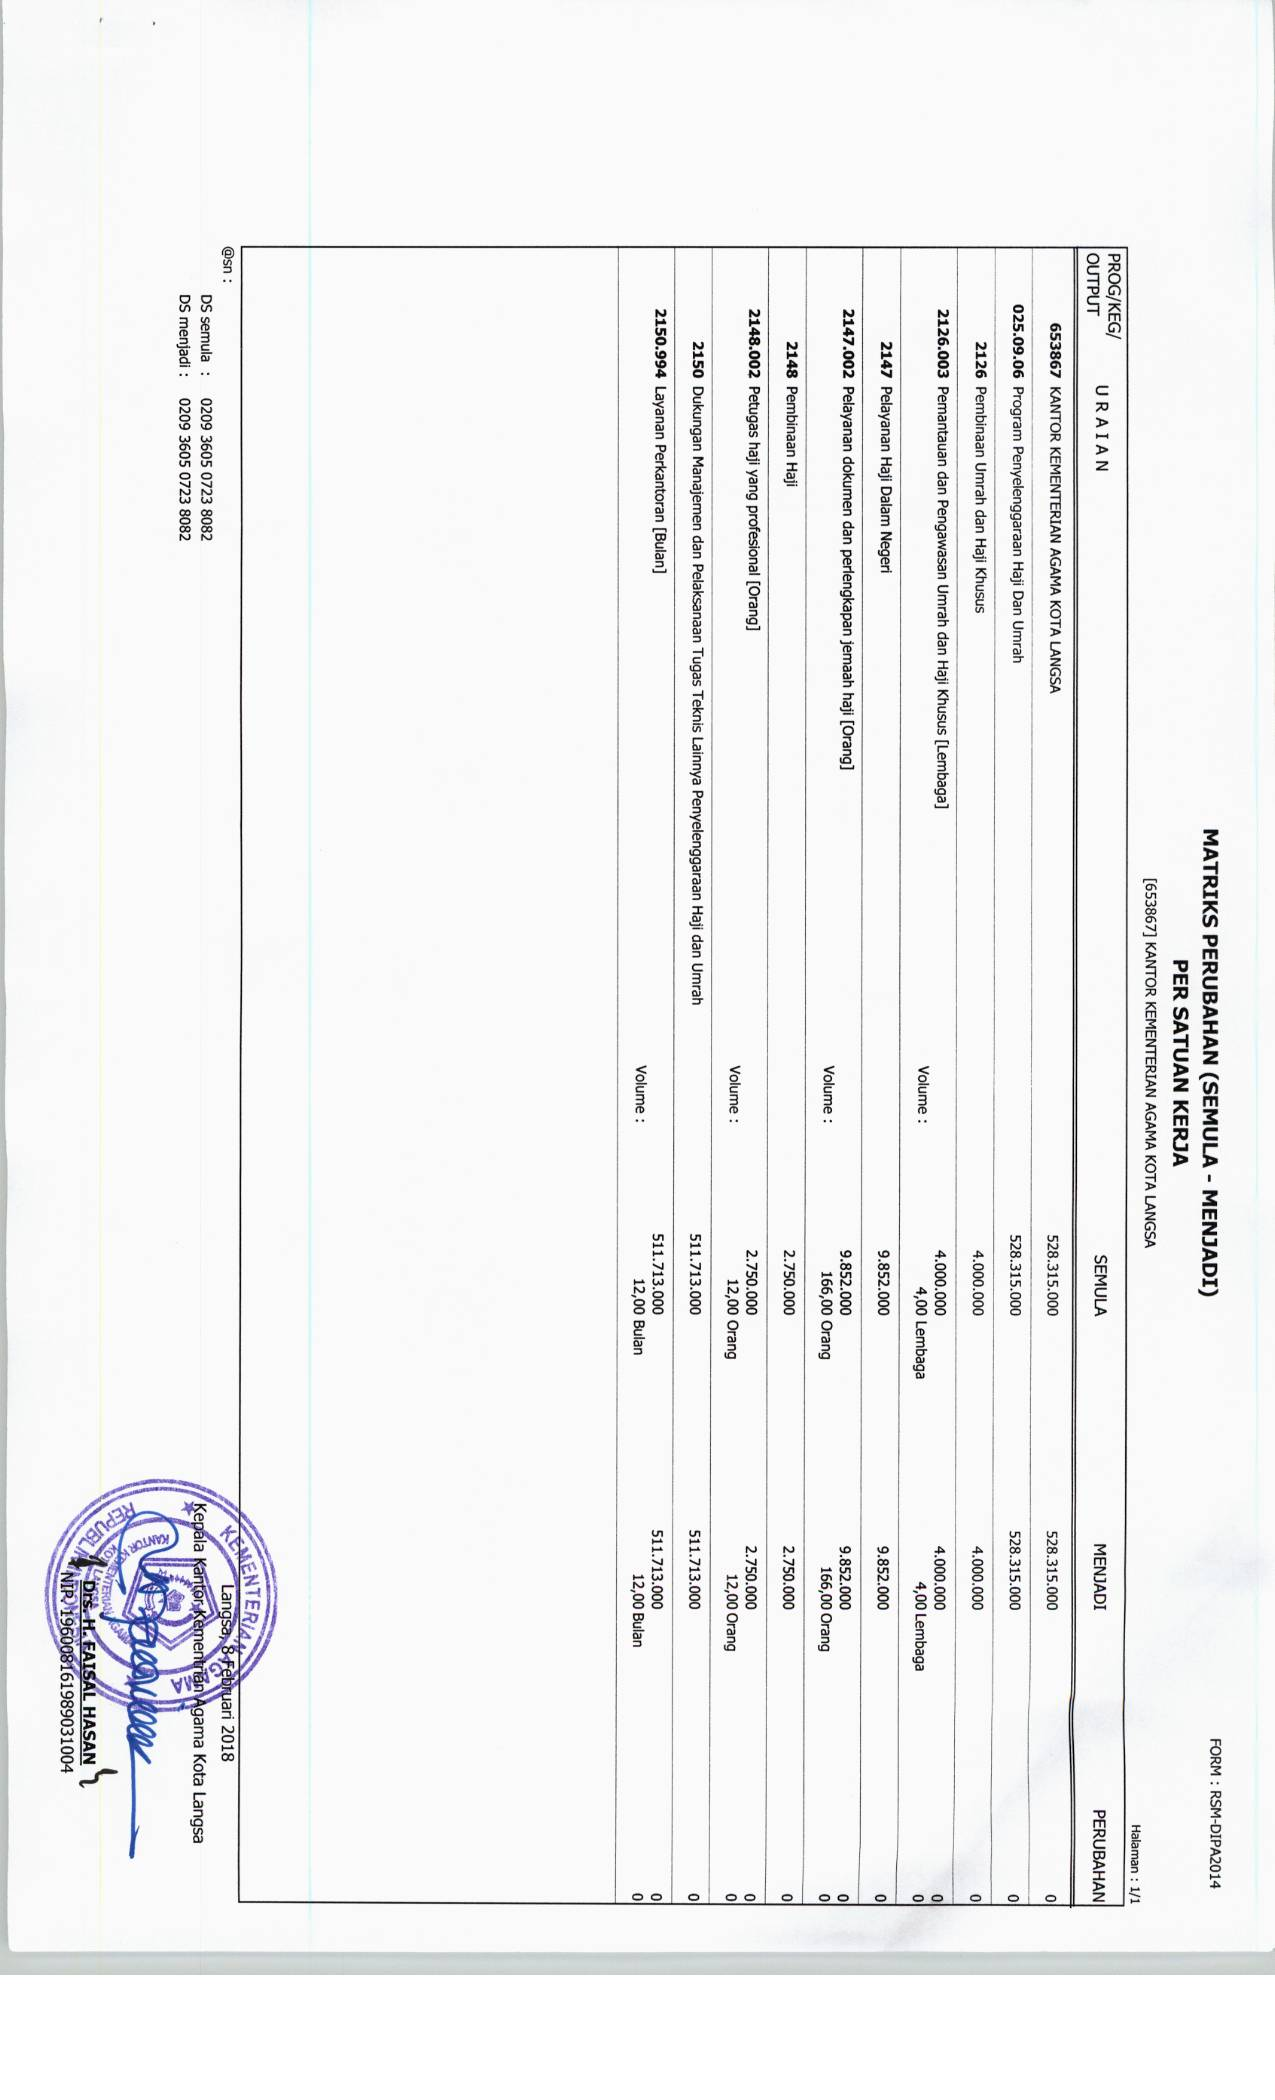 FORM : RSM-DIPA2014
MATRIKS PERUBAHAN (SEMULA - MENJADI)
PER SATUAN KERJA
[653867] KANTOR KEMENTERIAN AGAMA KOTA LANGSA
Halaman : 1/1
PROG/KEG/ OUTPUT U R A I A N SEMULA MENJADI PERUBAHAN
653867 KANTOR KEMENTERIAN AGAMA KOTA LANGSA 528.315.000 528.315.000 0
025.09.06 Program Penyelenggaraan Haji Dan Umrah 528.315.000 528.315.000 0
2126 Pembinaan Umrah dan Haji Khusus 4.000.000 4.000.000 0
2126.003 Pemantauan dan Pengawasan Umrah dan Haji Khusus [Lembaga] 4.000.000 4.000.000 0
Volume : 4,00 Lembaga 4,00 Lembaga 0
2147 Pelayanan Haji Dalam Negeri 9.852.000 9.852.000 0
2147.002 Pelayanan dokumen dan perlengkapan jemaah haji [Orang] 9.852.000 9.852.000 0
Volume : 166,00 Orang 166,00 Orang 0
2148 Pembinaan Haji 2.750.000 2.750.000 0
2148.002 Petugas haji yang profesional [Orang] 2.750.000 2.750.000 0
Volume : 12,00 Orang 12,00 Orang 0
2150 Dukungan Manajemen dan Pelaksanaan Tugas Teknis Lainnya Penyelenggaraan Haji dan Umrah 511.713.000 511.713.000 0
2150.994 Layanan Perkantoran [Bulan] 511.713.000 511.713.000 0
Volume : 12,00 Bulan 12,00 Bulan 0
@sn :
DS semula : 0209 3605 0723 8082
DS menjadi : 0209 3605 0723 8082
Langsa, 8 Februari 2018
Kepala Kantor Kementrian Agama Kota Langsa
KEMENTERIAN AGAMA
REPUBLIK INDONESIA
KANTOR KEMENTERIAN AGAMA
KOTA LANGSA
Drs. H. FAISAL HASAN
NIP. 196008161989031004